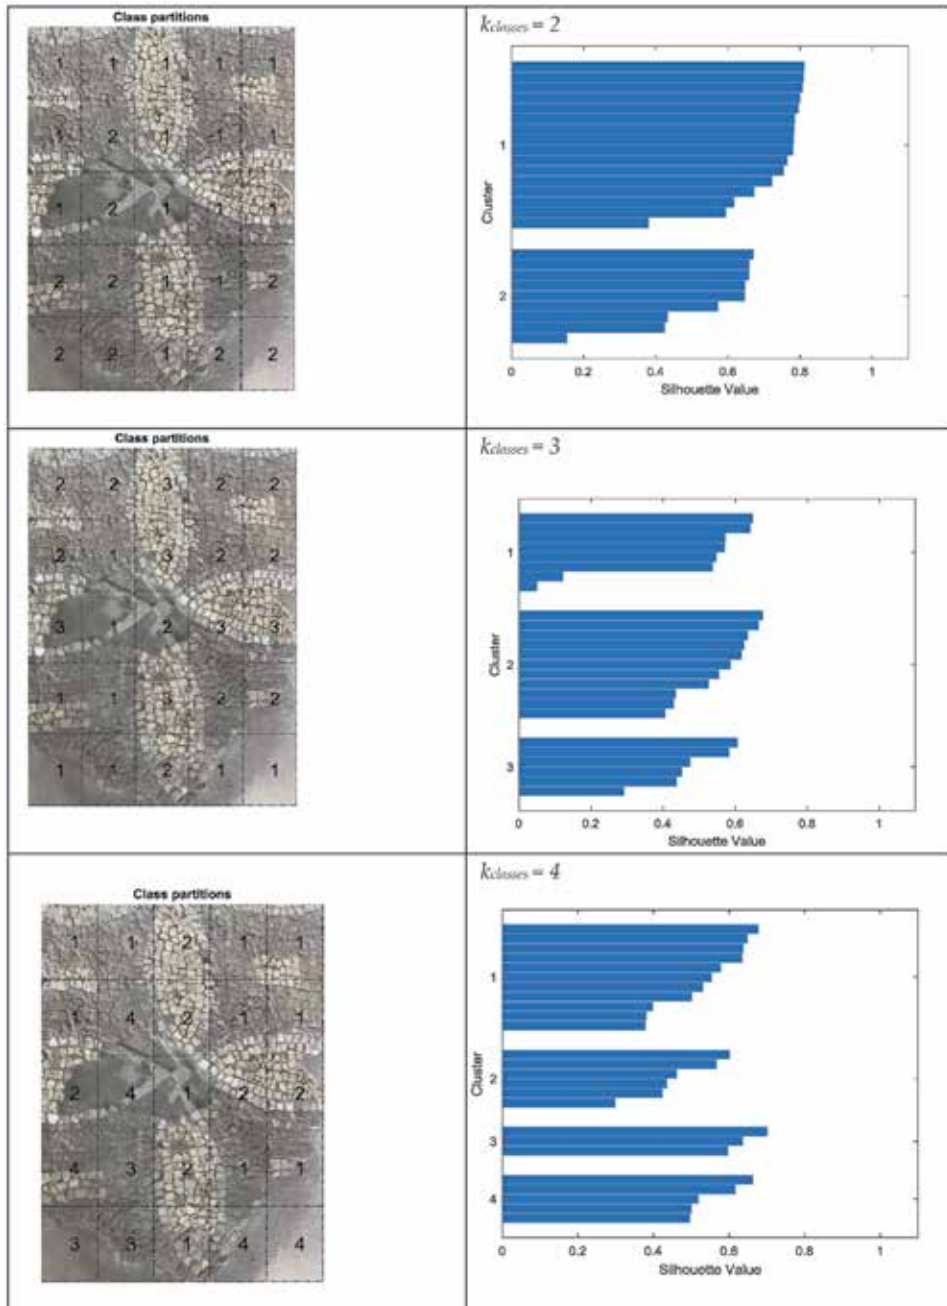 Class partitions
1 1 1 1 1
1 2 1 1 1
1 2 1 1 1
2 2 1 1 2
2 2 1 2 2
kclasses = 2
Cluster
1
2
0 0.2 0.4 0.6 0.8 1
Silhouette Value
Class partitions
2 2 3 2 2
2 1 3 2 2
3 1 2 3 3
1 1 3 2 2
1 1 2 1 1
kclasses = 3
Cluster
1
2
3
0 0.2 0.4 0.6 0.8 1
Silhouette Value
Class partitions
1 1 2 1 1
1 4 2 1 1
2 4 1 2 2
4 3 2 1 1
3 3 1 4 4
kclasses = 4
Cluster
1
2
3
4
0 0.2 0.4 0.6 0.8 1
Silhouette Value